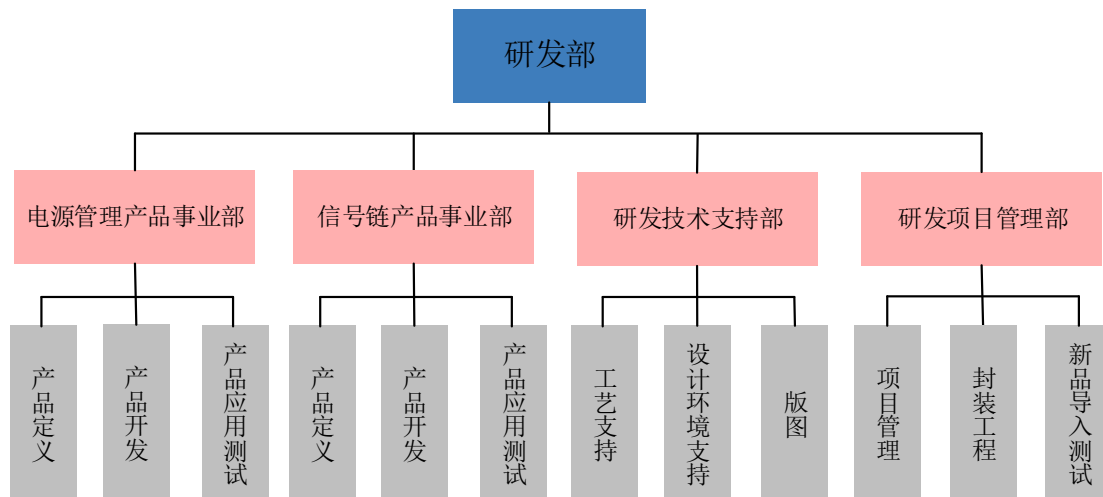 研发部
电源管理产品事业部
信号链产品事业部
研发技术支持部
研发项目管理部
产品定义
产品开发
产品应用测试
产品定义
产品开发
产品应用测试
工艺支持
设计环境支持
版图
项目管理
封装工程
新品导入测试